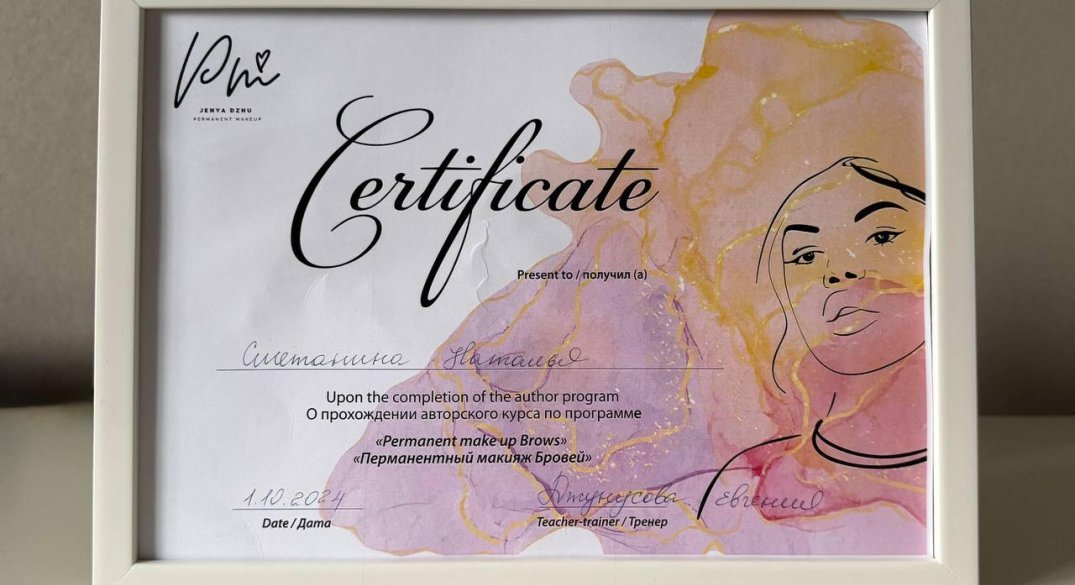 JENYA DZHU
PERMANENT MAKEUP
Certificate
Present to / получил (а)
Сметанина Наталья
Upon the completion of the author program
О прохождении авторского курса по программе
«Permanent make up Brows»
«Перманентный макияж Бровей»
1.10.2024
Джунусова Евгения
Date / Дата
Teacher-trainer / Тренер